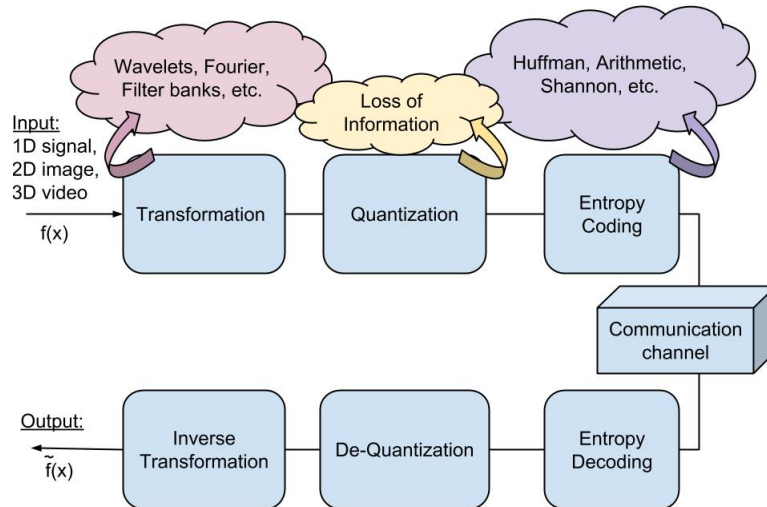 Wavelets, Fourier,
Filter banks, etc.
Loss of
Information
Huffman, Arithmetic,
Shannon, etc.
Input:
1D signal,
2D image,
3D video
f(x)
Transformation
Quantization
Entropy
Coding
Communication
channel
Output:
f̃(x)
Inverse
Transformation
De-Quantization
Entropy
Decoding